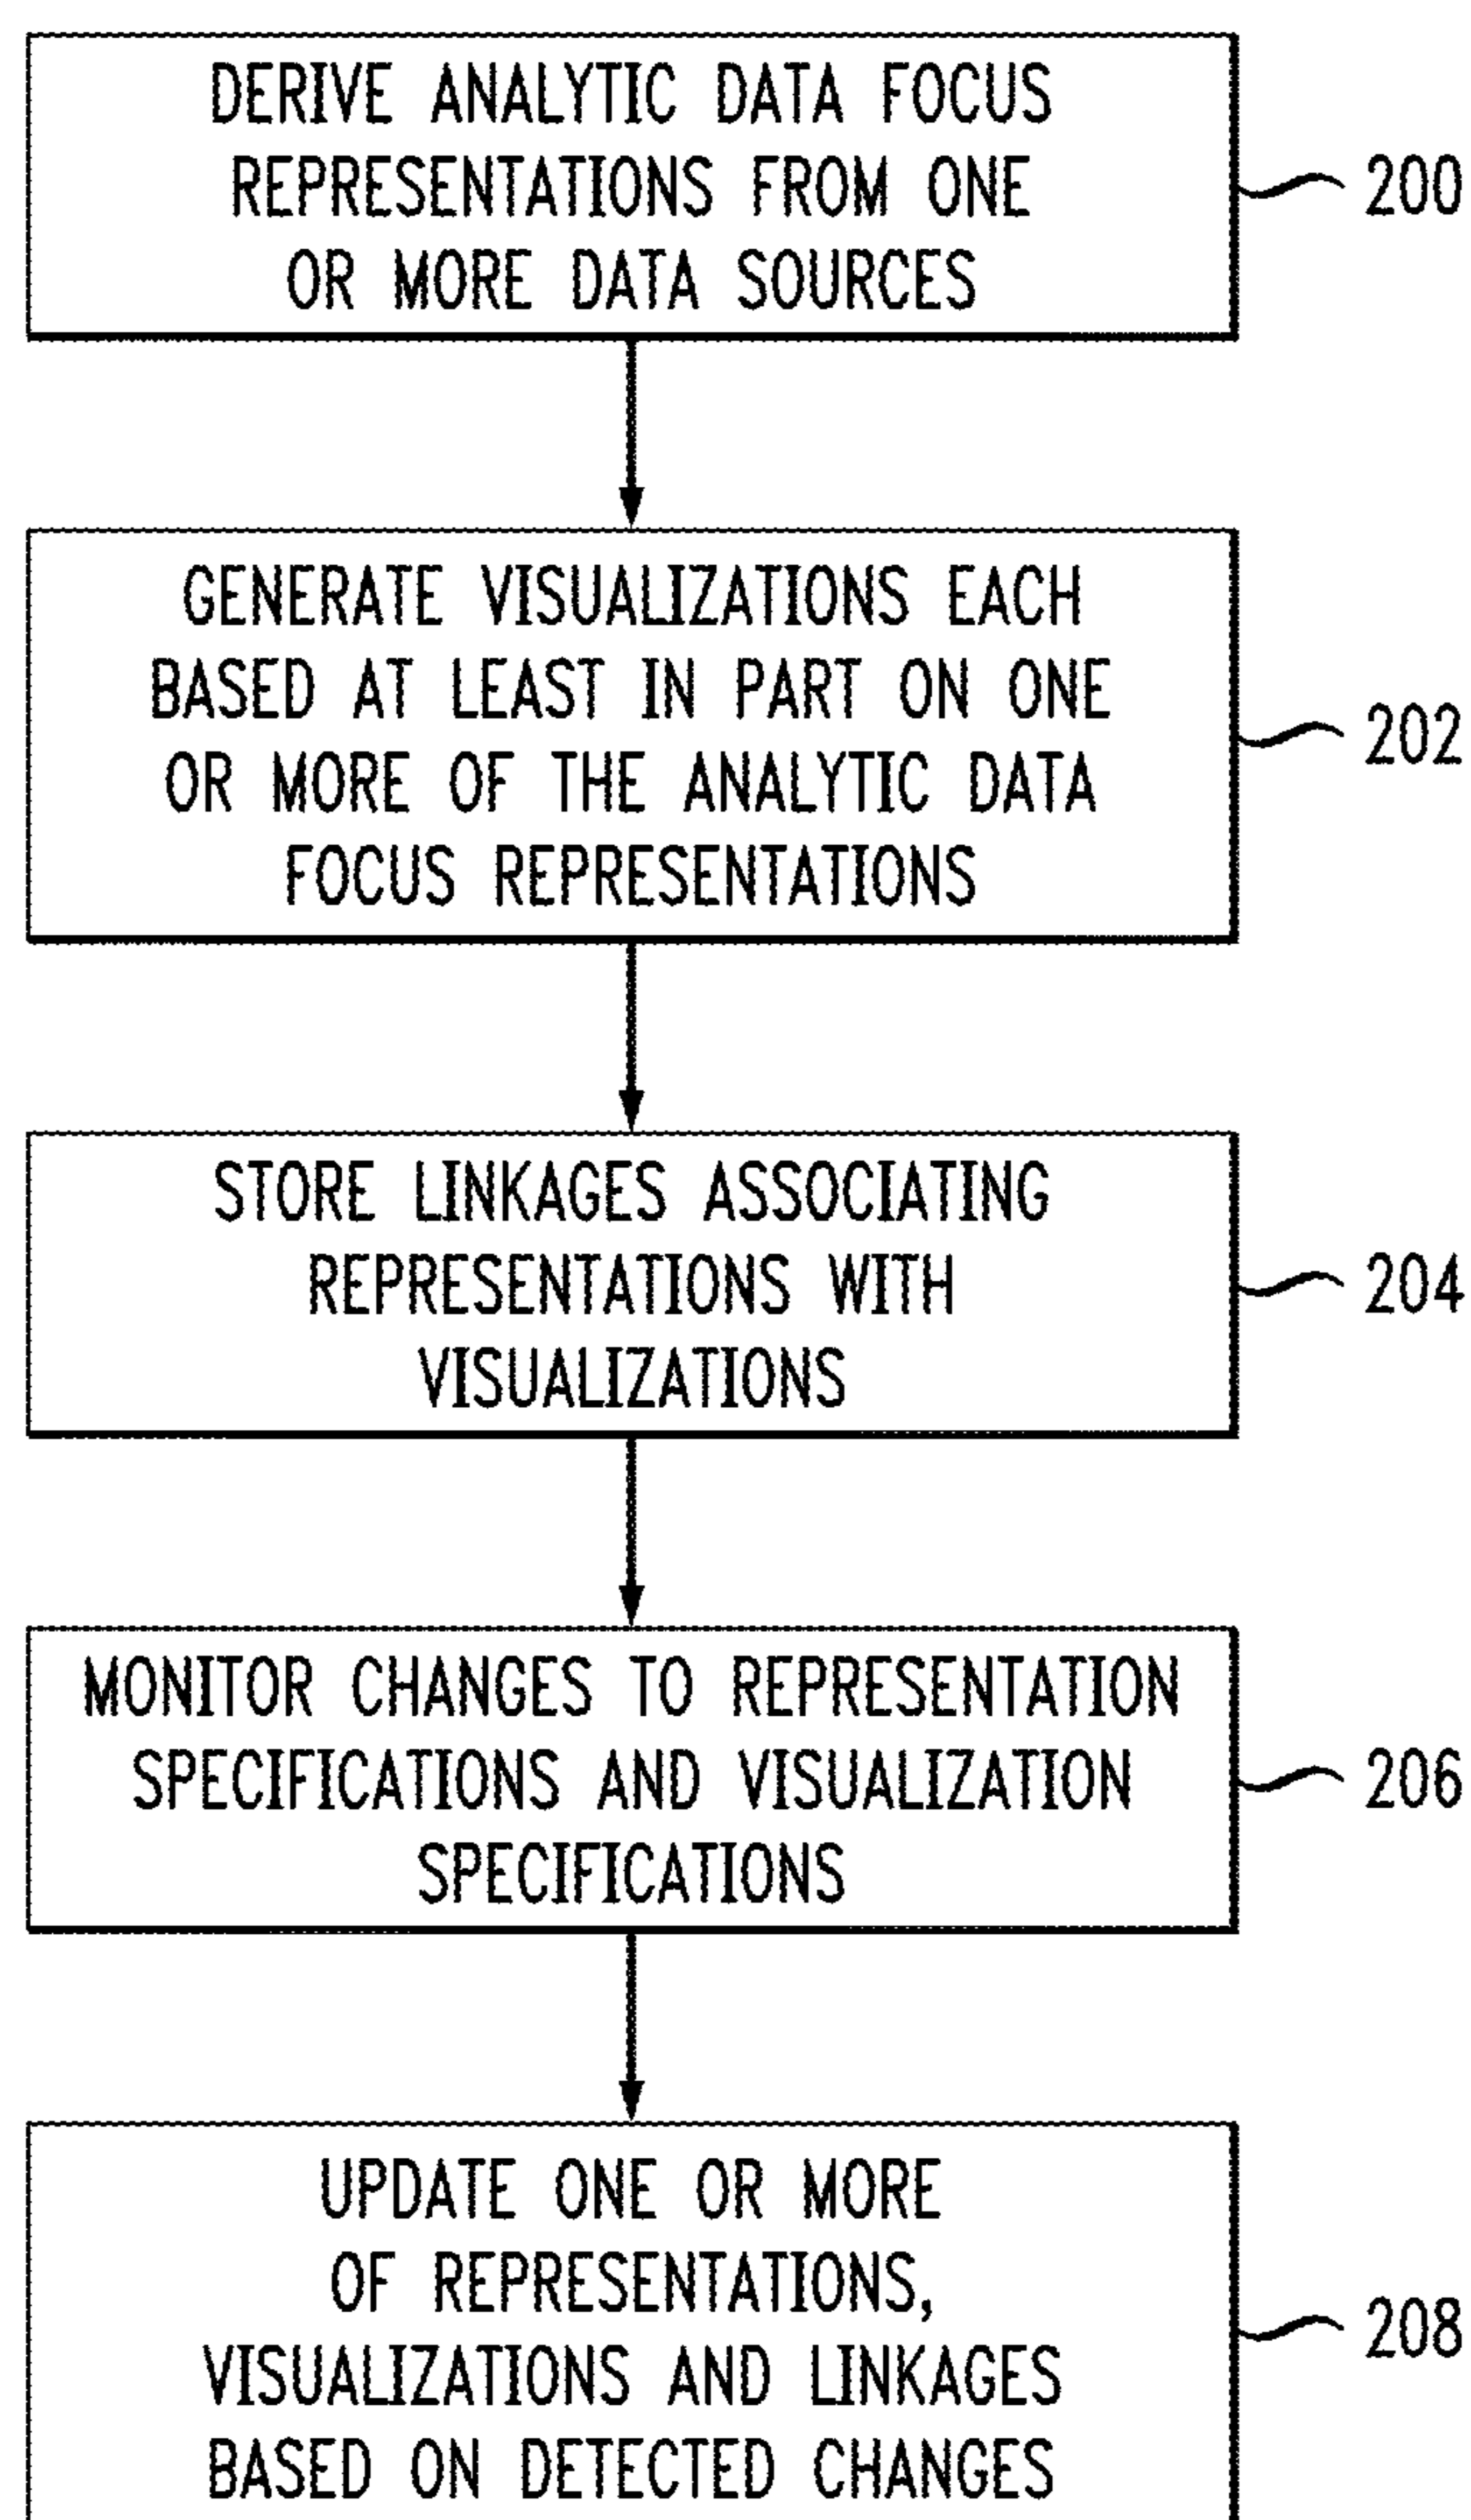 DERIVE ANALYTIC DATA FOCUS
REPRESENTATIONS FROM ONE
OR MORE DATA SOURCES
200
GENERATE VISUALIZATIONS EACH
BASED AT LEAST IN PART ON ONE
OR MORE OF THE ANALYTIC DATA
FOCUS REPRESENTATIONS
202
STORE LINKAGES ASSOCIATING
REPRESENTATIONS WITH
VISUALIZATIONS
204
MONITOR CHANGES TO REPRESENTATION
SPECIFICATIONS AND VISUALIZATION
SPECIFICATIONS
206
UPDATE ONE OR MORE
OF REPRESENTATIONS,
VISUALIZATIONS AND LINKAGES
BASED ON DETECTED CHANGES
208